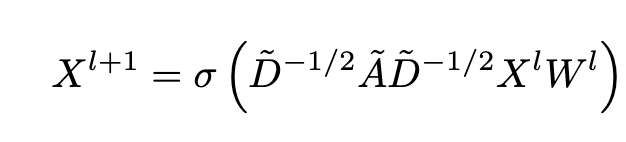 X^{l+1} = σ ( D̃^{-1/2} Ã D̃^{-1/2} X^l W^l )